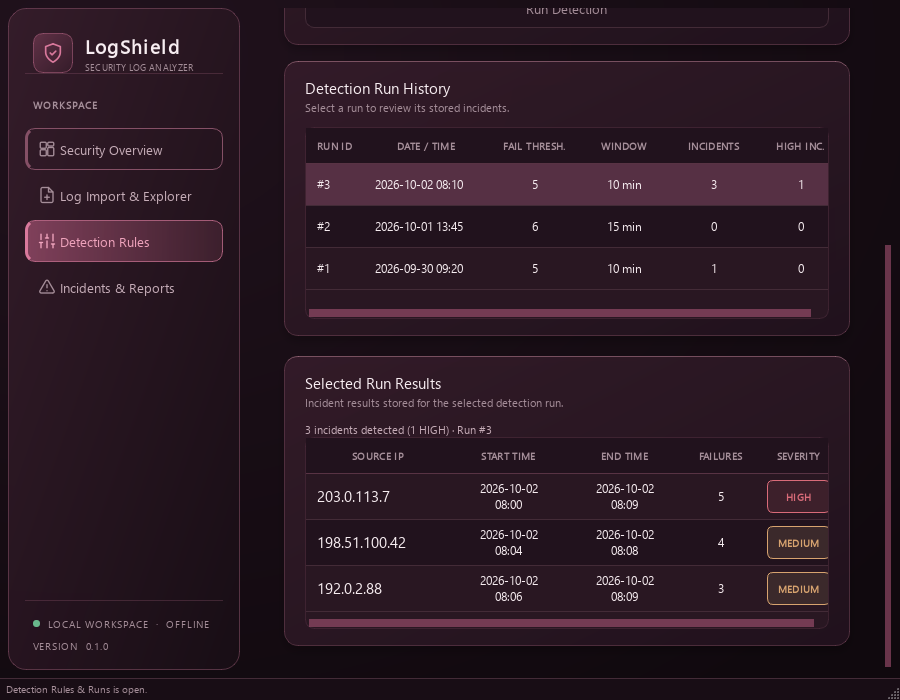 LogShield
SECURITY LOG ANALYZER
WORKSPACE
Security Overview
Log Import & Explorer
Detection Rules
Incidents & Reports
LOCAL WORKSPACE · OFFLINE
VERSION 0.1.0
Run Detection
Detection Run History
Select a run to review its stored incidents.
RUN ID DATE / TIME FAIL THRESH. WINDOW INCIDENTS HIGH INC.
#3 2026-10-02 08:10 5 10 min 3 1
#2 2026-10-01 13:45 6 15 min 0 0
#1 2026-09-30 09:20 5 10 min 1 0
Selected Run Results
Incident results stored for the selected detection run.
3 incidents detected (1 HIGH) · Run #3
SOURCE IP START TIME END TIME FAILURES SEVERITY
203.0.113.7 2026-10-02 08:00 2026-10-02 08:09 5 HIGH
198.51.100.42 2026-10-02 08:04 2026-10-02 08:08 4 MEDIUM
192.0.2.88 2026-10-02 08:06 2026-10-02 08:09 3 MEDIUM
Detection Rules & Runs is open.